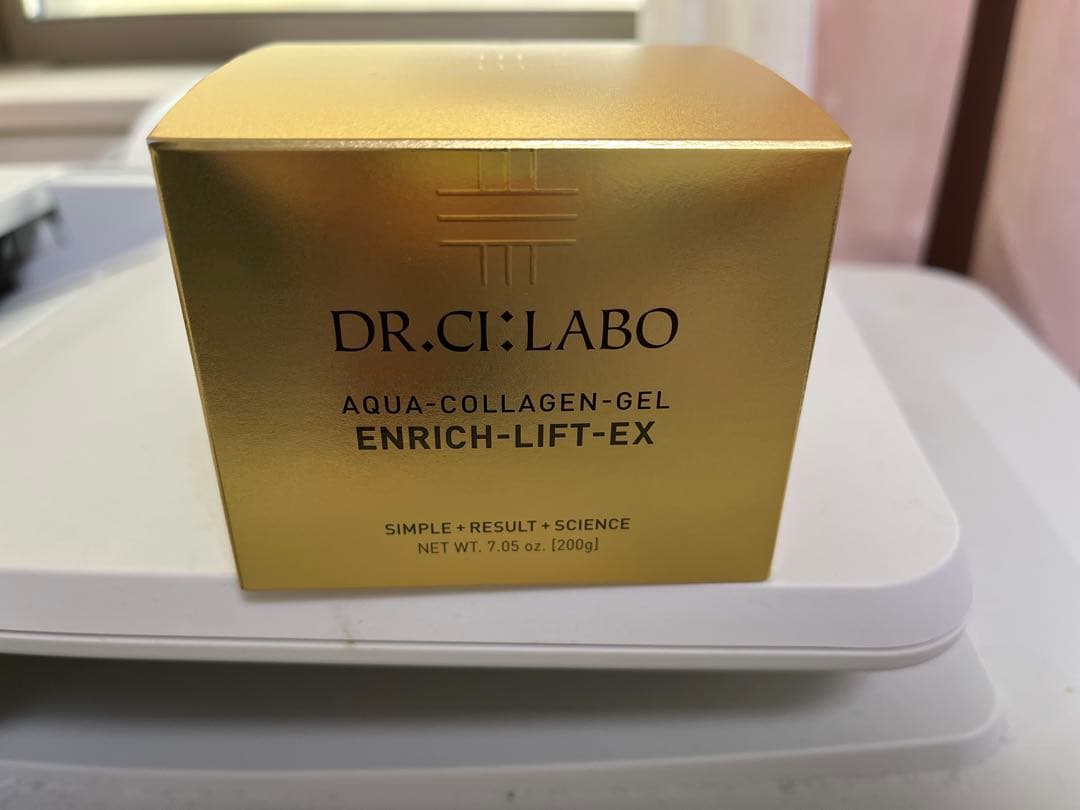 DR.CI:LABO
AQUA-COLLAGEN-GEL
ENRICH-LIFT-EX
SIMPLE + RESULT + SCIENCE
NET WT. 7.05 oz. [200g]